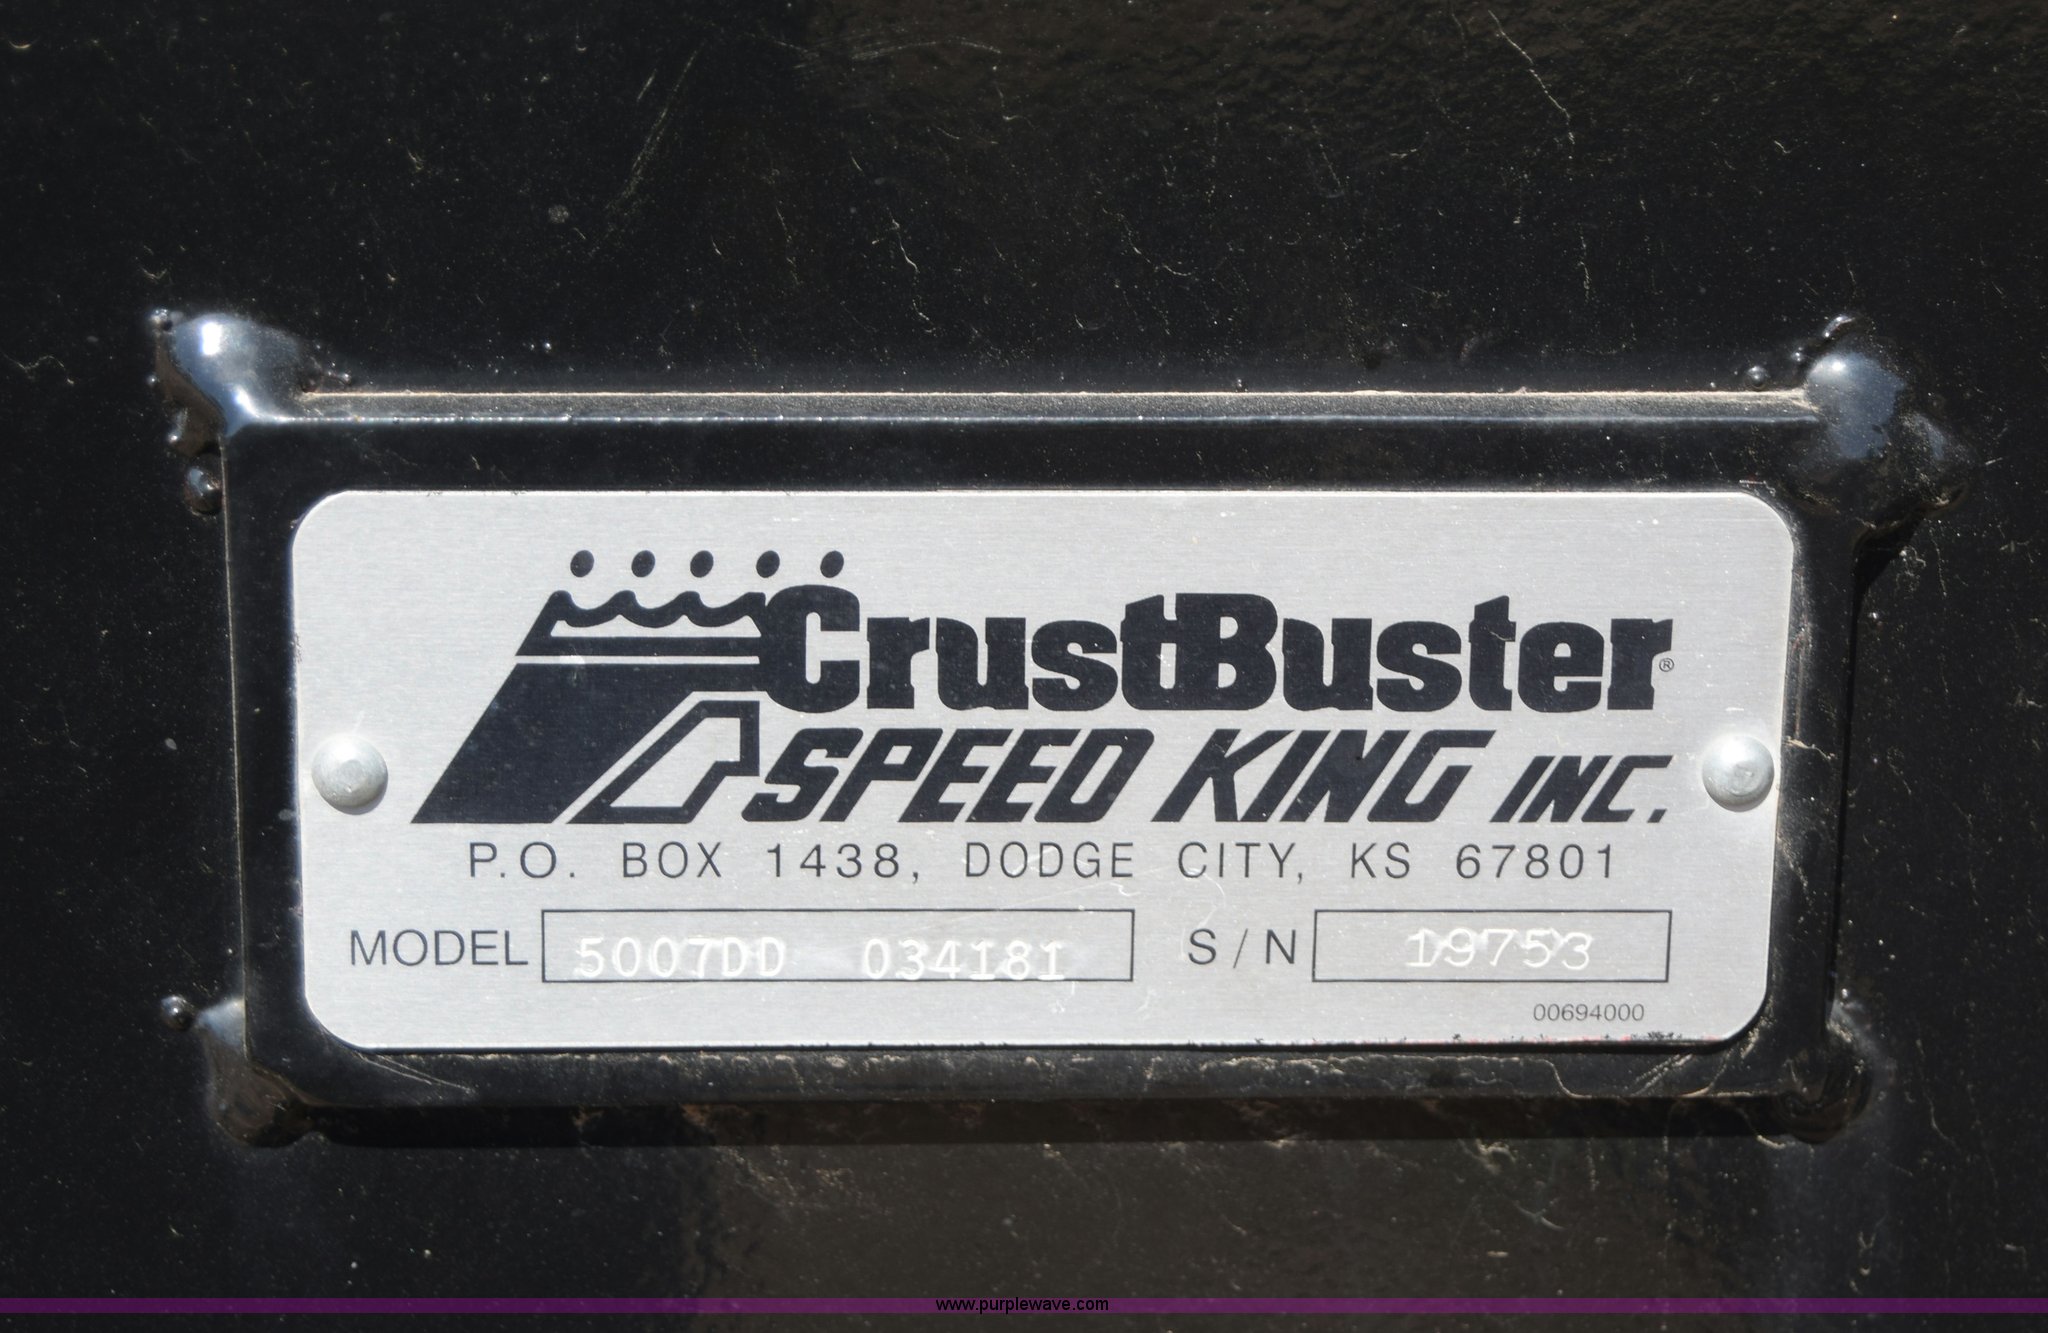 CrustBuster®
SPEED KING INC.
P.O. BOX 1438, DODGE CITY, KS 67801
MODEL 5007DD 034181 S/N 19753
00694000
www.purplewave.com